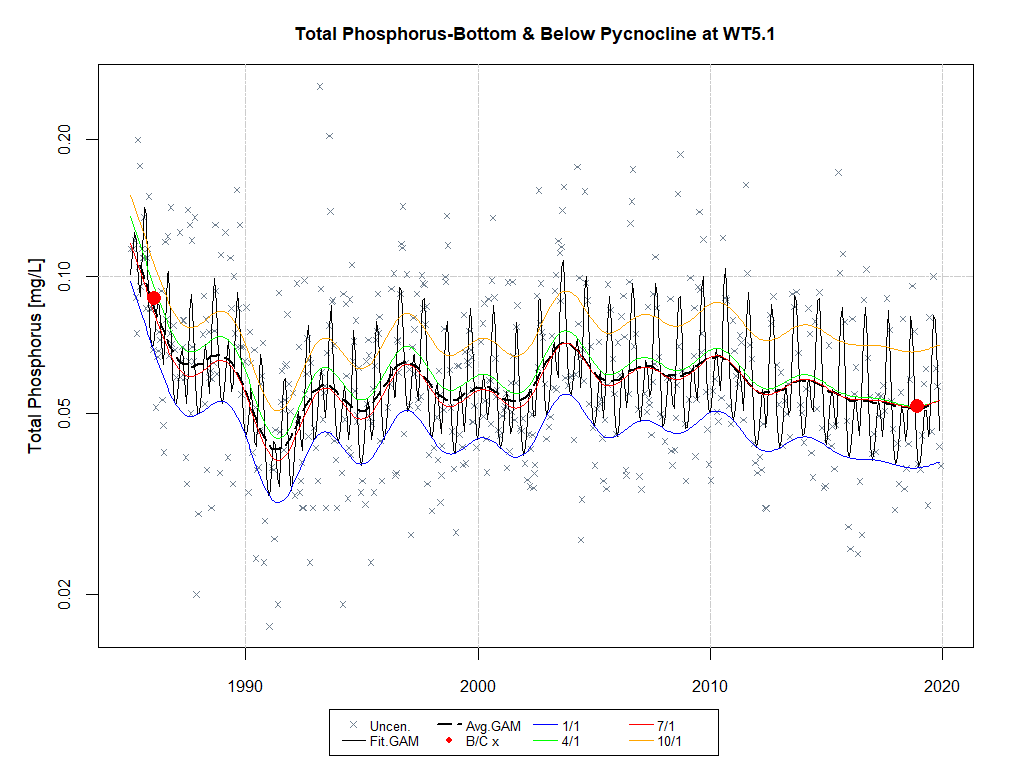 Total Phosphorus-Bottom & Below Pycnocline at WT5.1
Total Phosphorus [mg/L]
0.20
0.10
0.05
0.02
1990 2000 2010 2020
Uncen. Avg.GAM 1/1 7/1
Fit.GAM B/C x 4/1 10/1